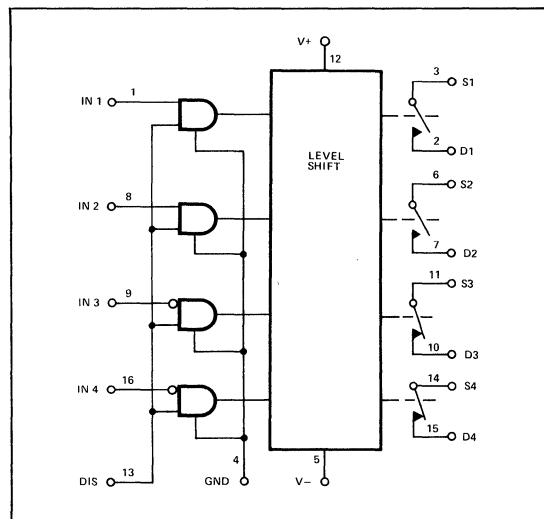 V+
12
IN 1
1
3
S1
2
D1
LEVEL
SHIFT
IN 2
8
6
S2
7
D2
IN 3
9
11
S3
10
D3
IN 4
16
14
S4
15
D4
DIS
13
GND
4
5
V−